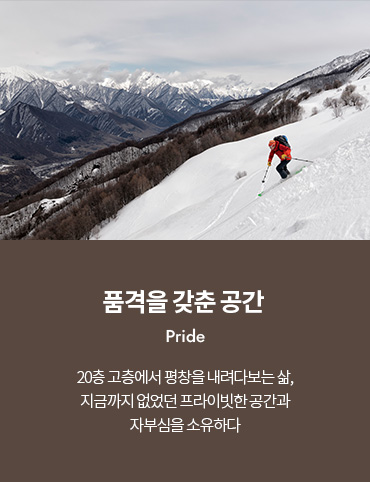 품격을 갖춘 공간
Pride
20층 고층에서 평창을 내려다보는 삶,
지금까지 없었던 프라이빗한 공간과
자부심을 소유하다